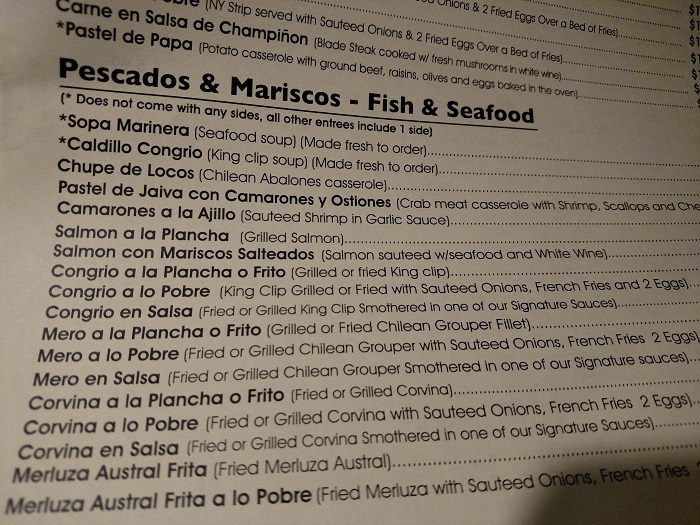 Onions & 2 Fried Eggs Over a Bed of Fries)
(NY Strip served with Sauteed Onions & 2 Fried Eggs Over a Bed of Fries)
Carne en Salsa de Champiñon (Blade Steak cooked w/ fresh mushrooms in white wine)
*Pastel de Papa (Potato casserole with ground beef, raisins, olives and eggs baked in the oven)
Pescados & Mariscos - Fish & Seafood
(* Does not come with any sides, all other entrees include 1 side)
*Sopa Marinera (Seafood soup) (Made fresh to order)
*Caldillo Congrio (King clip soup) (Made fresh to order)
Chupe de Locos (Chilean Abalones casserole)
Pastel de Jaiva con Camarones y Ostiones (Crab meat casserole with Shrimp, Scallops and Che
Camarones a la Ajillo (Sauteed Shrimp in Garlic Sauce)
Salmon a la Plancha (Grilled Salmon)
Salmon con Mariscos Salteados (Salmon sauteed w/seafood and White Wine)
Congrio a la Plancha o Frito (Grilled or fried King clip)
Congrio a lo Pobre (King Clip Grilled or Fried with Sauteed Onions, French Fries and 2 Eggs)
Congrio en Salsa (Fried or Grilled King Clip Smothered in one of our Signature Sauces)
Mero a la Plancha o Frito (Grilled or Fried Chilean Grouper Fillet)
Mero a lo Pobre (Fried or Grilled Chilean Grouper with Sauteed Onions, French Fries 2 Eggs)
Mero en Salsa (Fried or Grilled Chilean Grouper Smothered in one of our Signature sauces)
Corvina a la Plancha o Frito (Fried or Grilled Corvina)
Corvina a lo Pobre (Fried or Grilled Corvina with Sauteed Onions, French Fries 2 Eggs)
Corvina en Salsa (Fried or Grilled Corvina Smothered in one of our Signature Sauces)
Merluza Austral Frita (Fried Merluza Austral)
Merluza Austral Frita a lo Pobre (Fried Merluza with Sauteed Onions, French Fries